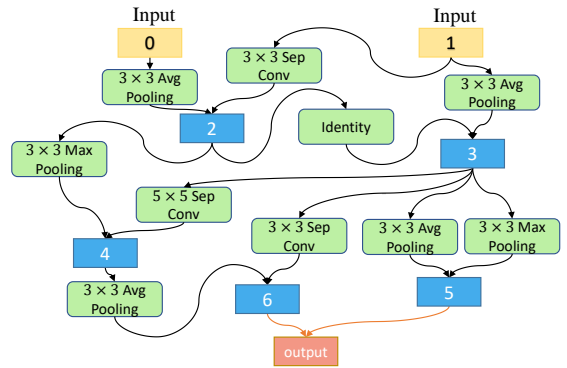 Input
Input
0
1
3 × 3 Sep
Conv
3 × 3 Avg
Pooling
3 × 3 Avg
Pooling
2
Identity
3
3 × 3 Max
Pooling
5 × 5 Sep
Conv
3 × 3 Sep
Conv
3 × 3 Avg
Pooling
3 × 3 Max
Pooling
4
3 × 3 Avg
Pooling
6
5
output